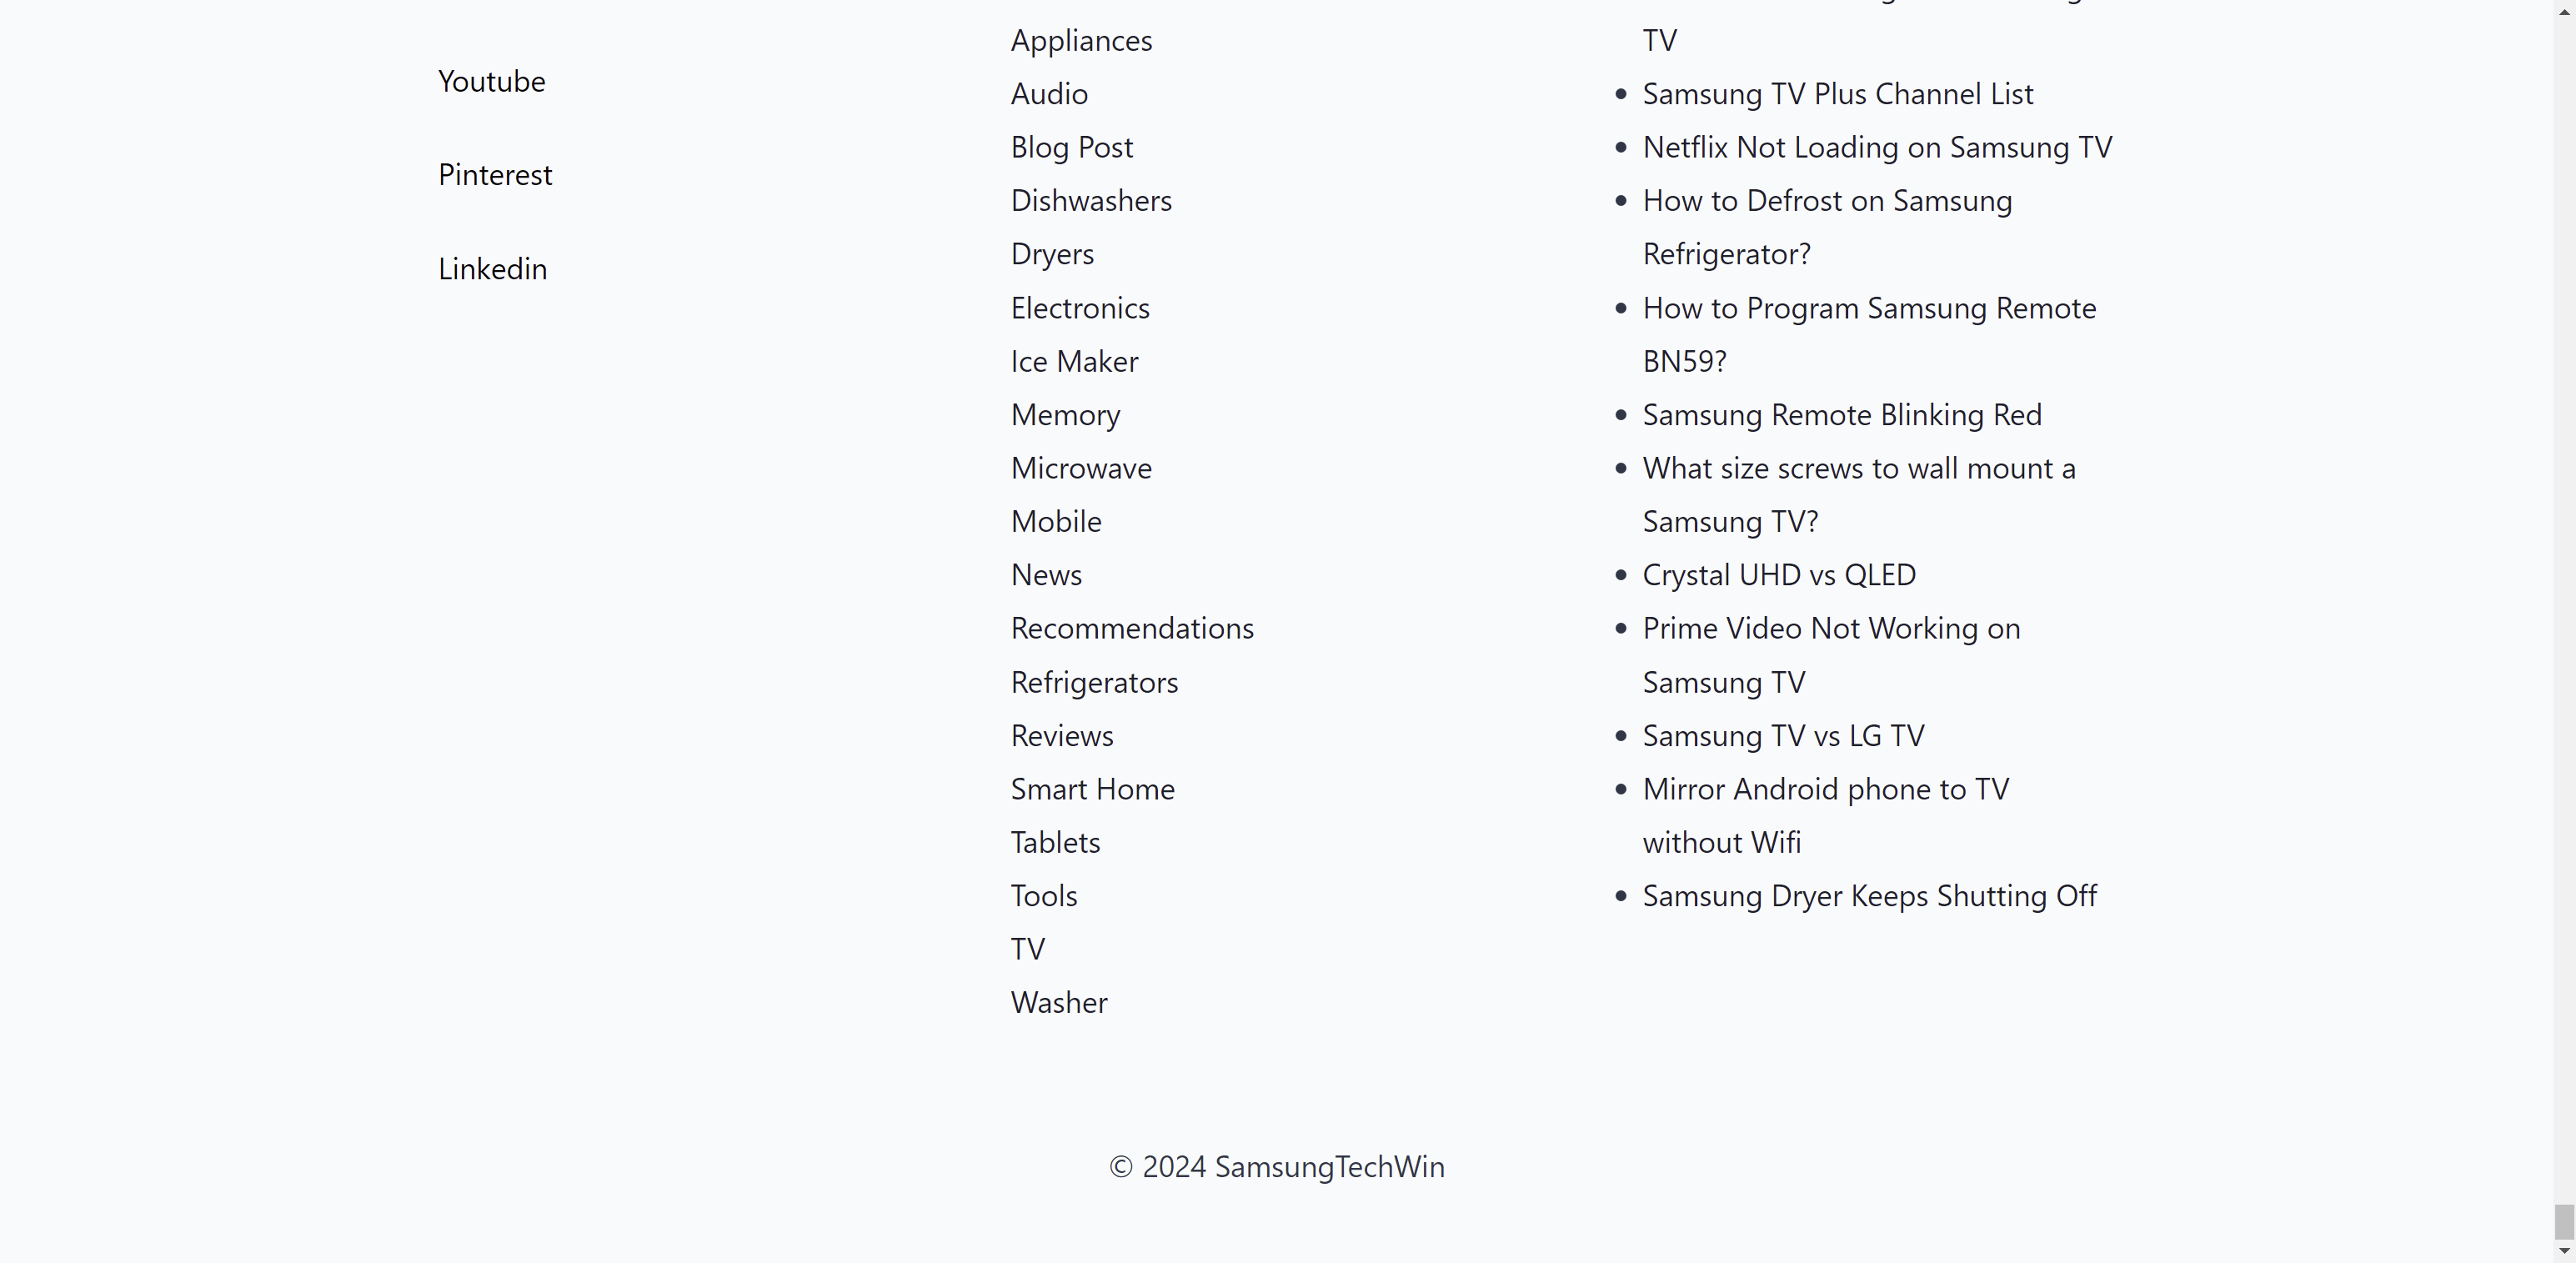 Youtube
Pinterest
Linkedin
Appliances
Audio
Blog Post
Dishwashers
Dryers
Electronics
Ice Maker
Memory
Microwave
Mobile
News
Recommendations
Refrigerators
Reviews
Smart Home
Tablets
Tools
TV
Washer
TV
Samsung TV Plus Channel List
Netflix Not Loading on Samsung TV
How to Defrost on Samsung
Refrigerator?
How to Program Samsung Remote
BN59?
Samsung Remote Blinking Red
What size screws to wall mount a
Samsung TV?
Crystal UHD vs QLED
Prime Video Not Working on
Samsung TV
Samsung TV vs LG TV
Mirror Android phone to TV
without Wifi
Samsung Dryer Keeps Shutting Off
© 2024 SamsungTechWin